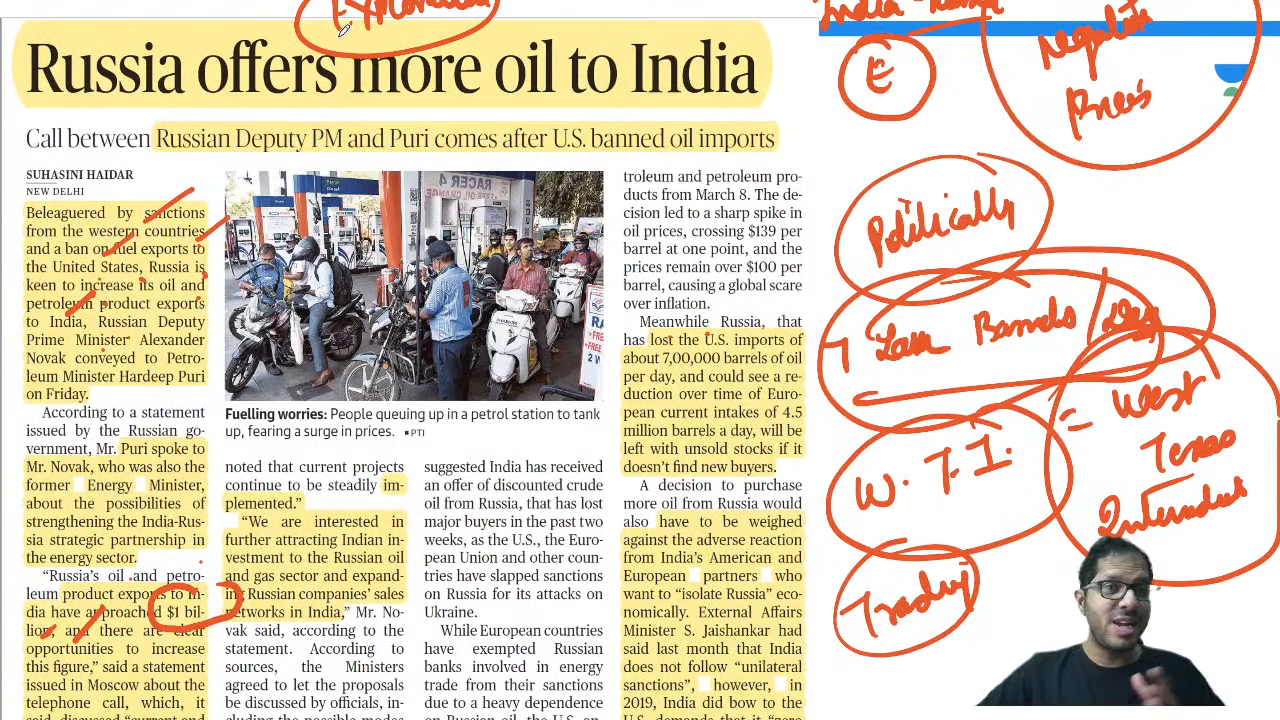 Russia offers more oil to India
Call between Russian Deputy PM and Puri comes after U.S. banned oil imports
SUHASINI HAIDAR
NEW DELHI
Beleaguered by sanctions
from the western countries
and a ban on fuel exports to
the United States, Russia is
keen to increase its oil and
petroleum product exports
to India, Russian Deputy
Prime Minister Alexander
Novak conveyed to Petro-
leum Minister Hardeep Puri
on Friday.
According to a statement
issued by the Russian go-
vernment, Mr. Puri spoke to
Mr. Novak, who was also the
former Energy Minister,
about the possibilities of
strengthening the India-Rus-
sia strategic partnership in
the energy sector.
"Russia's oil and petro-
leum product exports to In-
dia have approached $1 bil-
lion, and there are clear
opportunities to increase
this figure," said a statement
issued in Moscow about the
telephone call, which, it
said, discussed "current and
RACER 4
Fuelling worries: People queuing up in a petrol station to tank
up, fearing a surge in prices. ■ PTI
noted that current projects
continue to be steadily im-
plemented."
"We are interested in
further attracting Indian in-
vestment to the Russian oil
and gas sector and expand-
ing Russian companies' sales
networks in India," Mr. No-
vak said, according to the
statement. According to
sources, the Ministers
agreed to let the proposals
be discussed by officials, in-
cluding the possible modes
suggested India has received
an offer of discounted crude
oil from Russia, that has lost
major buyers in the past two
weeks, as the U.S., the Euro-
pean Union and other coun-
tries have slapped sanctions
on Russia for its attacks on
Ukraine.
While European countries
have exempted Russian
banks involved in energy
trade from their sanctions
due to a heavy dependence
on Russian oil, the U.S. an-
troleum and petroleum pro-
ducts from March 8. The de-
cision led to a sharp spike in
oil prices, crossing $139 per
barrel at one point, and the
prices remain over $100 per
barrel, causing a global scare
over inflation.
Meanwhile Russia, that
has lost the U.S. imports of
about 7,00,000 barrels of oil
per day, and could see a re-
duction over time of Euro-
pean current intakes of 4.5
million barrels a day, will be
left with unsold stocks if it
doesn't find new buyers.
A decision to purchase
more oil from Russia would
also have to be weighed
against the adverse reaction
from India's American and
European partners who
want to "isolate Russia" eco-
nomically. External Affairs
Minister S. Jaishankar had
said last month that India
does not follow "unilateral
sanctions", however, in
2019, India did bow to the
U.S. demands that it "zero
India
E
Prices
Politically
7 Lakh Barrels / Day
W. T. I.
= West
Texas
Trading